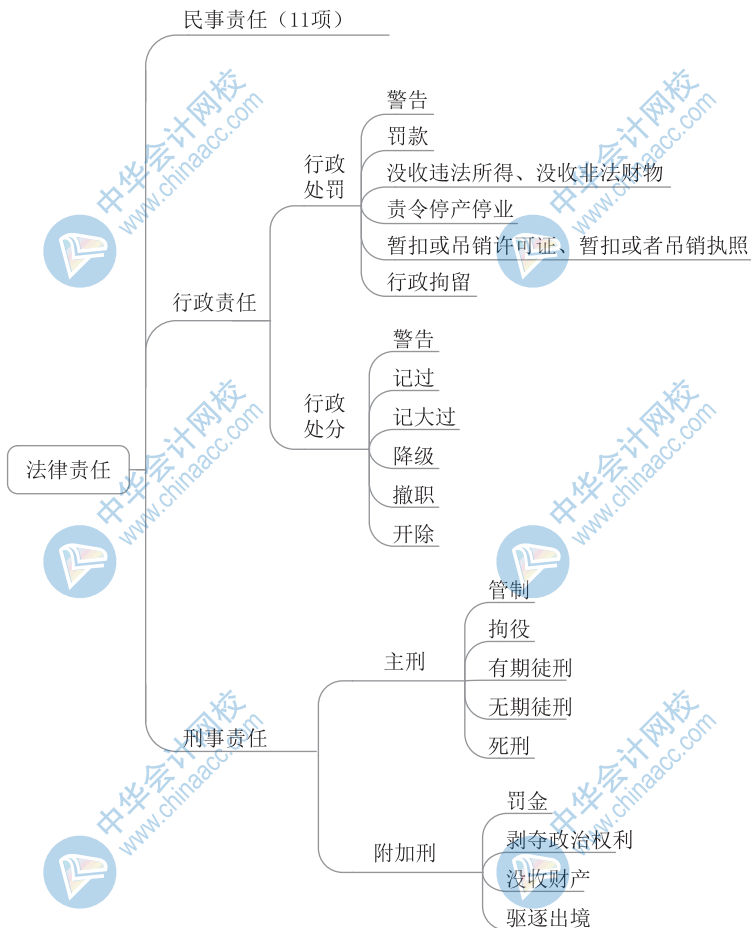 民事责任（11项）
法律责任
行政责任
行政
处罚
警告
罚款
没收违法所得、没收非法财物
责令停产停业
暂扣或吊销许可证、暂扣或者吊销执照
行政拘留
行政
处分
警告
记过
记大过
降级
撤职
开除
刑事责任
主刑
管制
拘役
有期徒刑
无期徒刑
死刑
附加刑
罚金
剥夺政治权利
没收财产
驱逐出境
中华会计网校
www.chinaacc.com
中华会计网校
www.chinaacc.com
中华会计网校
www.chinaacc.com
中华会计网校
www.chinaacc.com
中华会计网校
www.chinaacc.com
中华会计网校
www.chinaacc.com